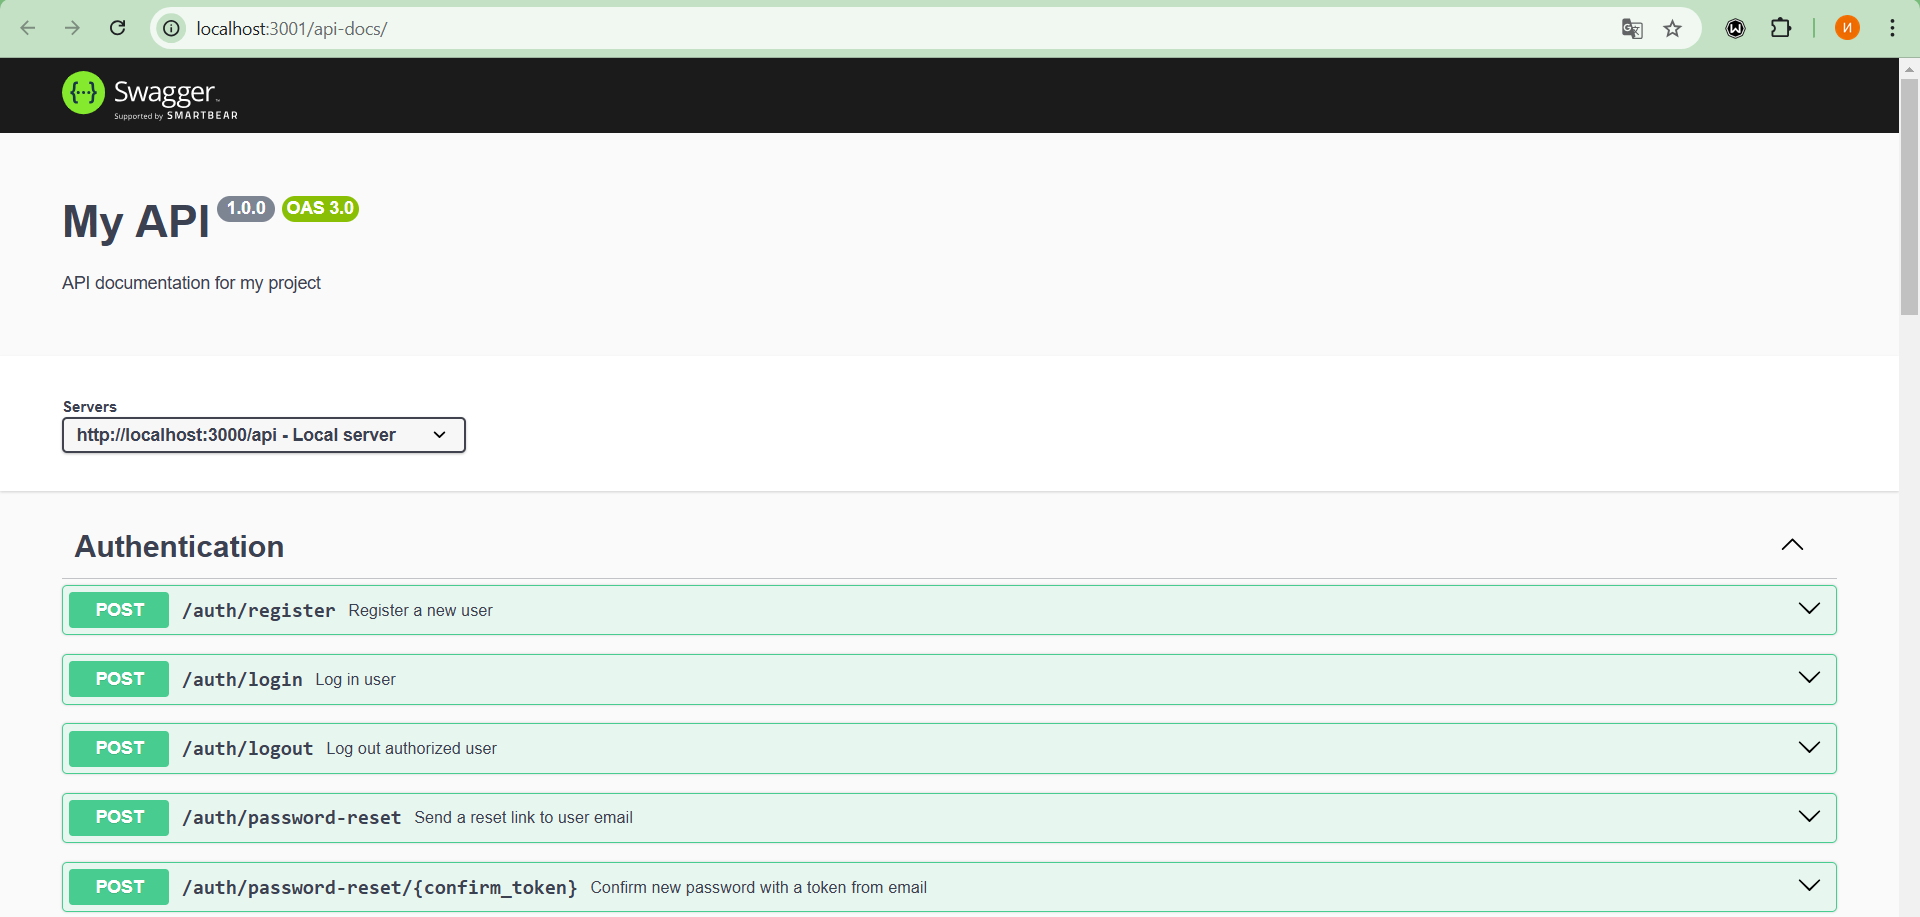 localhost:3001/api-docs/
И
{···} Swagger
Supported by SMARTBEAR
My API 1.0.0 OAS 3.0
API documentation for my project
Servers
http://localhost:3000/api - Local server
Authentication
POST /auth/register Register a new user
POST /auth/login Log in user
POST /auth/logout Log out authorized user
POST /auth/password-reset Send a reset link to user email
POST /auth/password-reset/{confirm_token} Confirm new password with a token from email